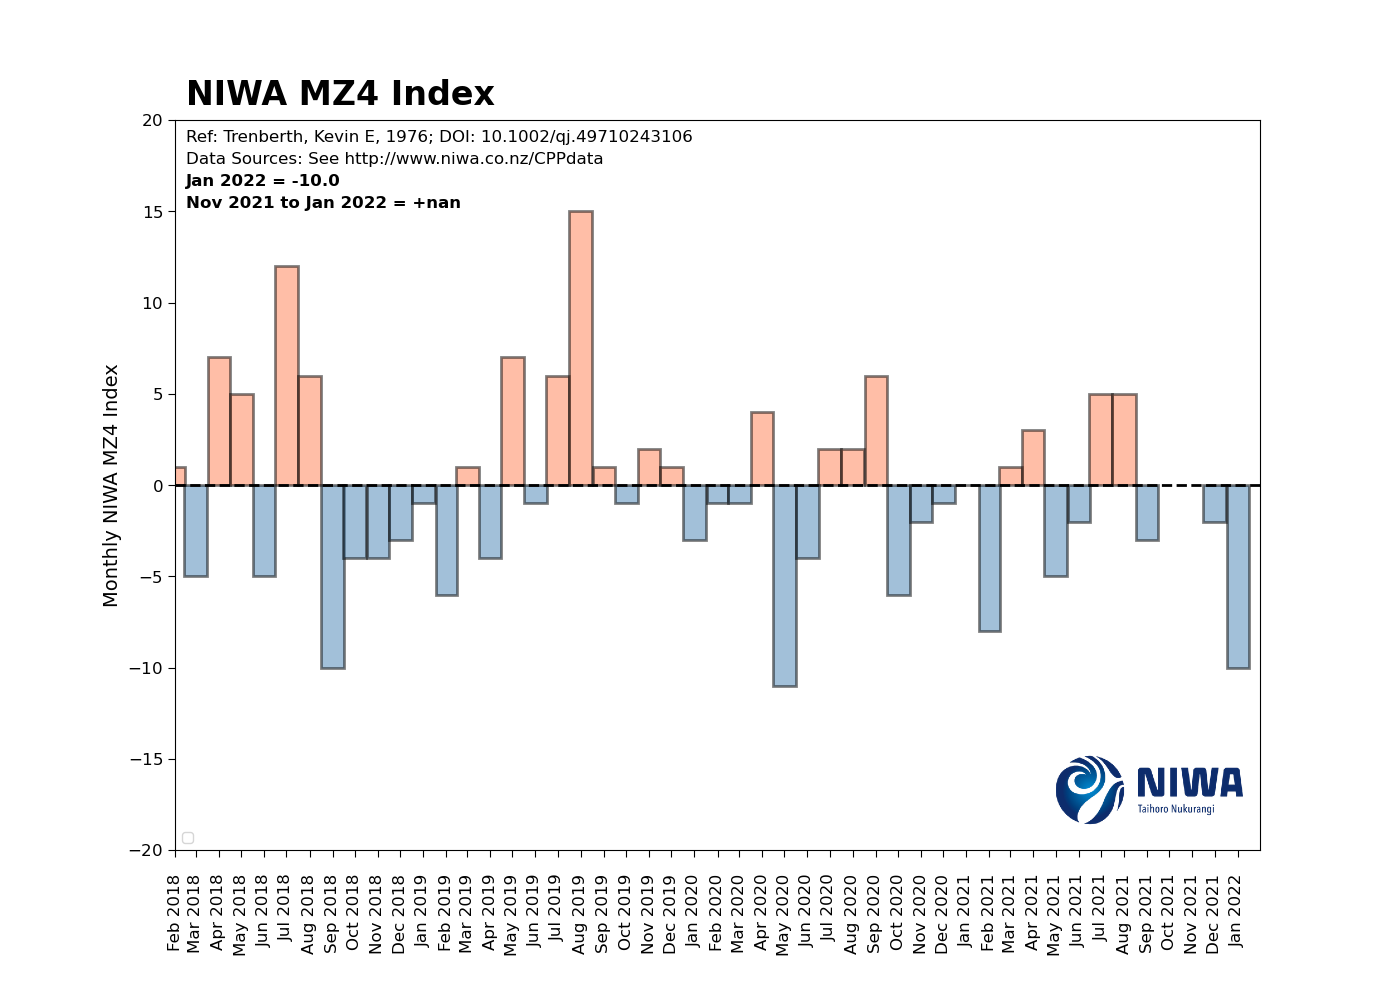 NIWA MZ4 Index
Ref: Trenberth, Kevin E, 1976; DOI: 10.1002/qj.49710243106
Data Sources: See http://www.niwa.co.nz/CPPdata
Jan 2022 = -10.0
Nov 2021 to Jan 2022 = +nan
Monthly NIWA MZ4 Index
20
15
10
5
0
−5
−10
−15
−20
NIWA
Taihoro Nukurangi
Feb 2018
Mar 2018
Apr 2018
May 2018
Jun 2018
Jul 2018
Aug 2018
Sep 2018
Oct 2018
Nov 2018
Dec 2018
Jan 2019
Feb 2019
Mar 2019
Apr 2019
May 2019
Jun 2019
Jul 2019
Aug 2019
Sep 2019
Oct 2019
Nov 2019
Dec 2019
Jan 2020
Feb 2020
Mar 2020
Apr 2020
May 2020
Jun 2020
Jul 2020
Aug 2020
Sep 2020
Oct 2020
Nov 2020
Dec 2020
Jan 2021
Feb 2021
Mar 2021
Apr 2021
May 2021
Jun 2021
Jul 2021
Aug 2021
Sep 2021
Oct 2021
Nov 2021
Dec 2021
Jan 2022